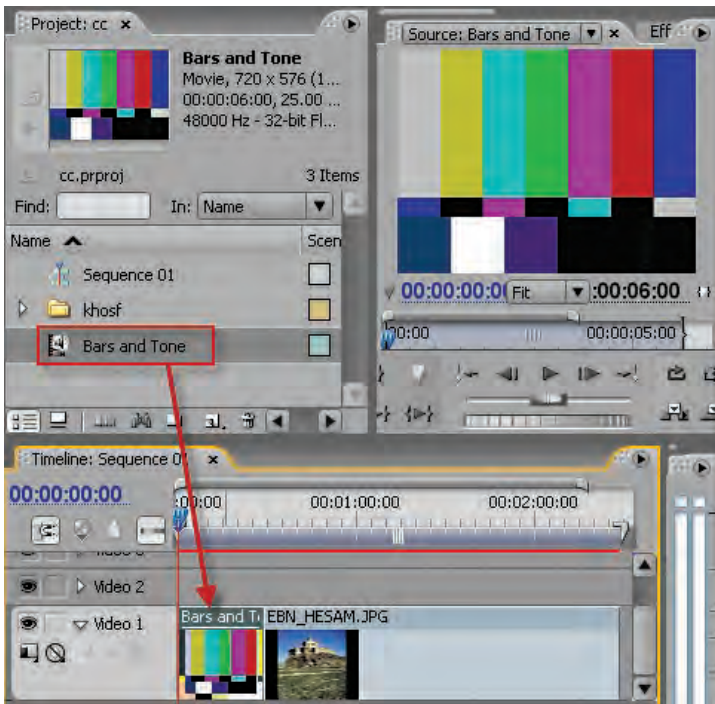 Project: cc
Bars and Tone
Movie, 720 x 576 (1...
00:00:06:00, 25.00 ...
48000 Hz - 32-bit Fl...
cc.prproj
3 Items
Find:
In: Name
Name
Scen
Sequence 01
khosf
Bars and Tone
Source: Bars and Tone
Eff
00:00:00:0
Fit
:00:06:00
00:00
00:00:05:00
Timeline: Sequence 01
00:00:00:00
:00:00
00:01:00:00
00:02:00:00
Video 2
Video 1
Bars and T
EBN_HESAM.JPG